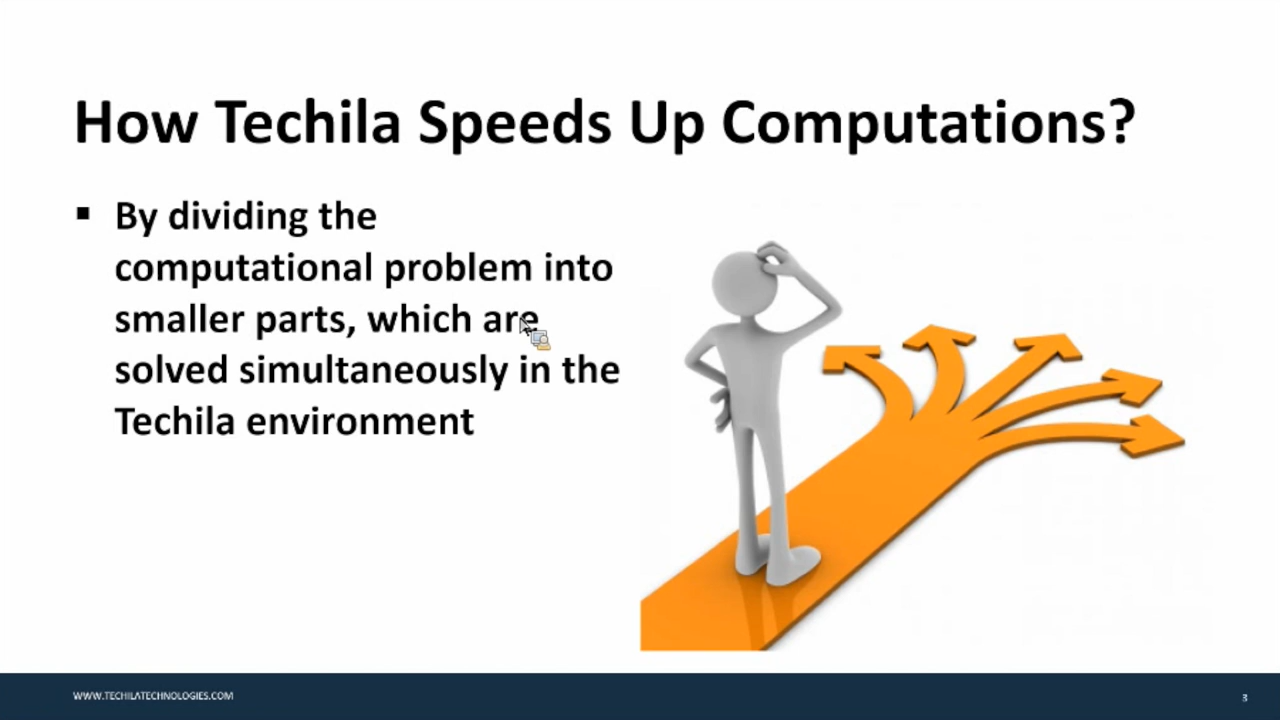 How Techila Speeds Up Computations?
▪ By dividing the
computational problem into
smaller parts, which are
solved simultaneously in the
Techila environment
WWW.TECHILATECHNOLOGIES.COM
3